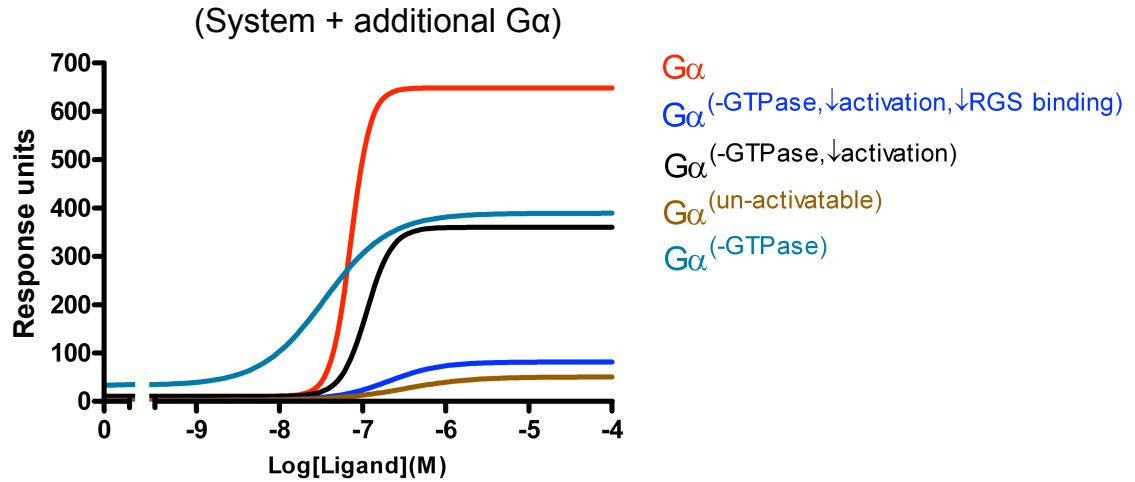 (System + additional Gα)
700
600
500
400
300
200
100
0
Response units
0 -9 -8 -7 -6 -5 -4
Log[Ligand](M)
Gα
Gα(-GTPase,↓activation,↓RGS binding)
Gα(-GTPase,↓activation)
Gα(un-activatable)
Gα(-GTPase)